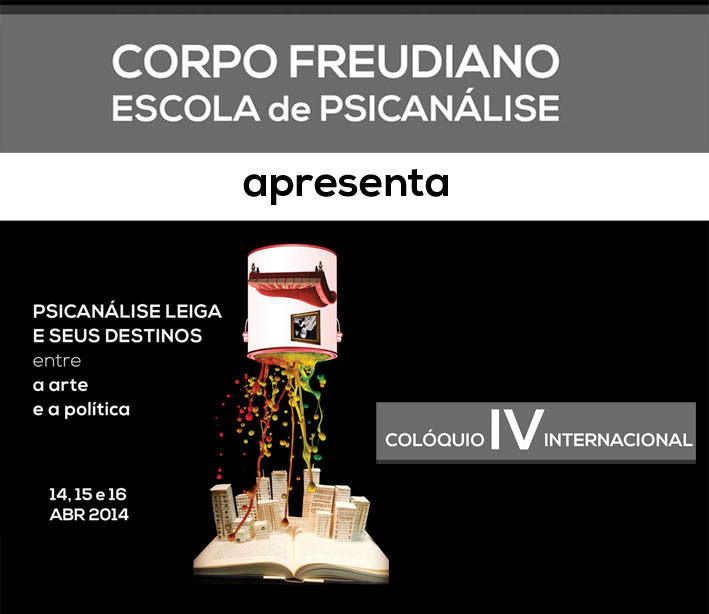 CORPO FREUDIANO
ESCOLA de PSICANÁLISE
apresenta
PSICANÁLISE LEIGA
E SEUS DESTINOS
entre
a arte
e a política
COLÓQUIO IV INTERNACIONAL
14, 15 e 16
ABR 2014